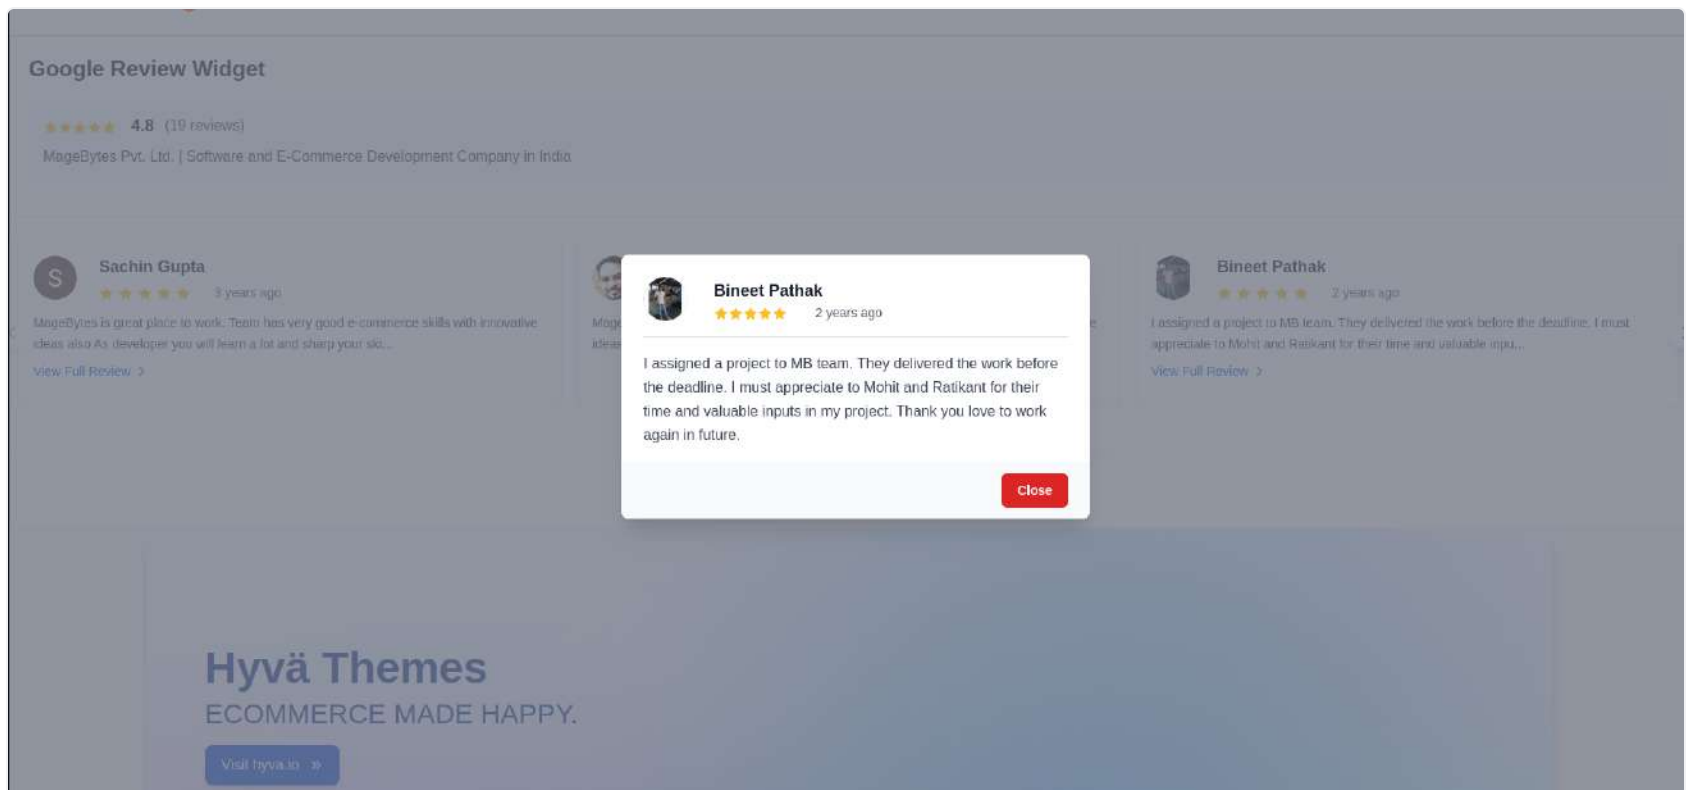 Google Review Widget
4.8 (19 reviews)
MageBytes Pvt. Ltd. | Software and E-Commerce Development Company in India
S
Sachin Gupta
3 years ago
MageBytes is great place to work. Team has very good e-commerce skills with innovative
ideas also As developer you will learn a lot and sharp your ski...
View Full Review
Mage
ideas
Bineet Pathak
2 years ago
I assigned a project to MB team. They delivered the work before
the deadline. I must appreciate to Mohit and Ratikant for their
time and valuable inputs in my project. Thank you love to work
again in future.
Close
Bineet Pathak
2 years ago
I assigned a project to MB team. They delivered the work before the deadline. I must
appreciate to Mohit and Ratikant for their time and valuable inpu...
View Full Review
Hyvä Themes
ECOMMERCE MADE HAPPY.
Visit hyva.io »